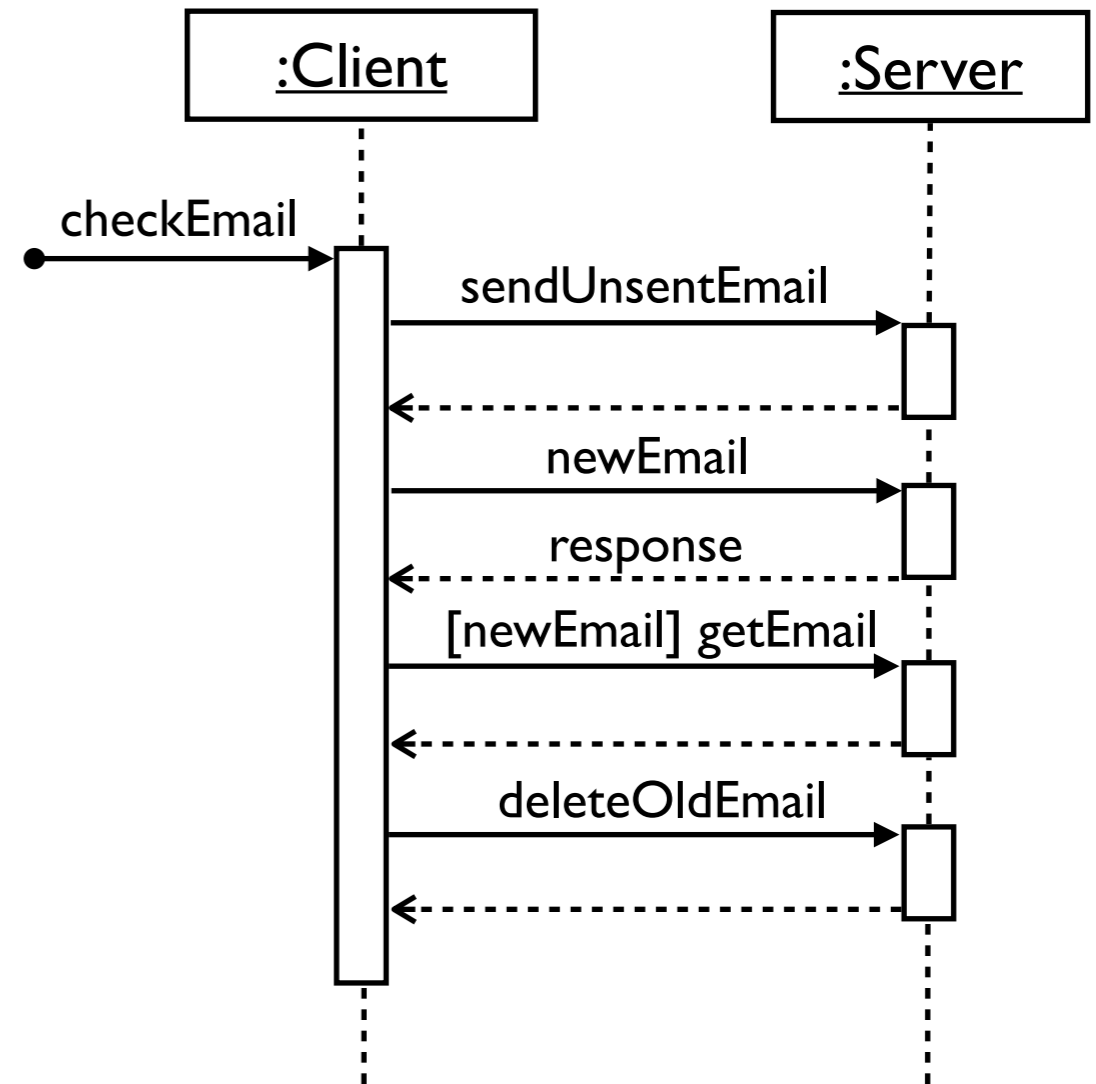 :Client
:Server
checkEmail
sendUnsentEmail
newEmail
response
[newEmail] getEmail
deleteOldEmail